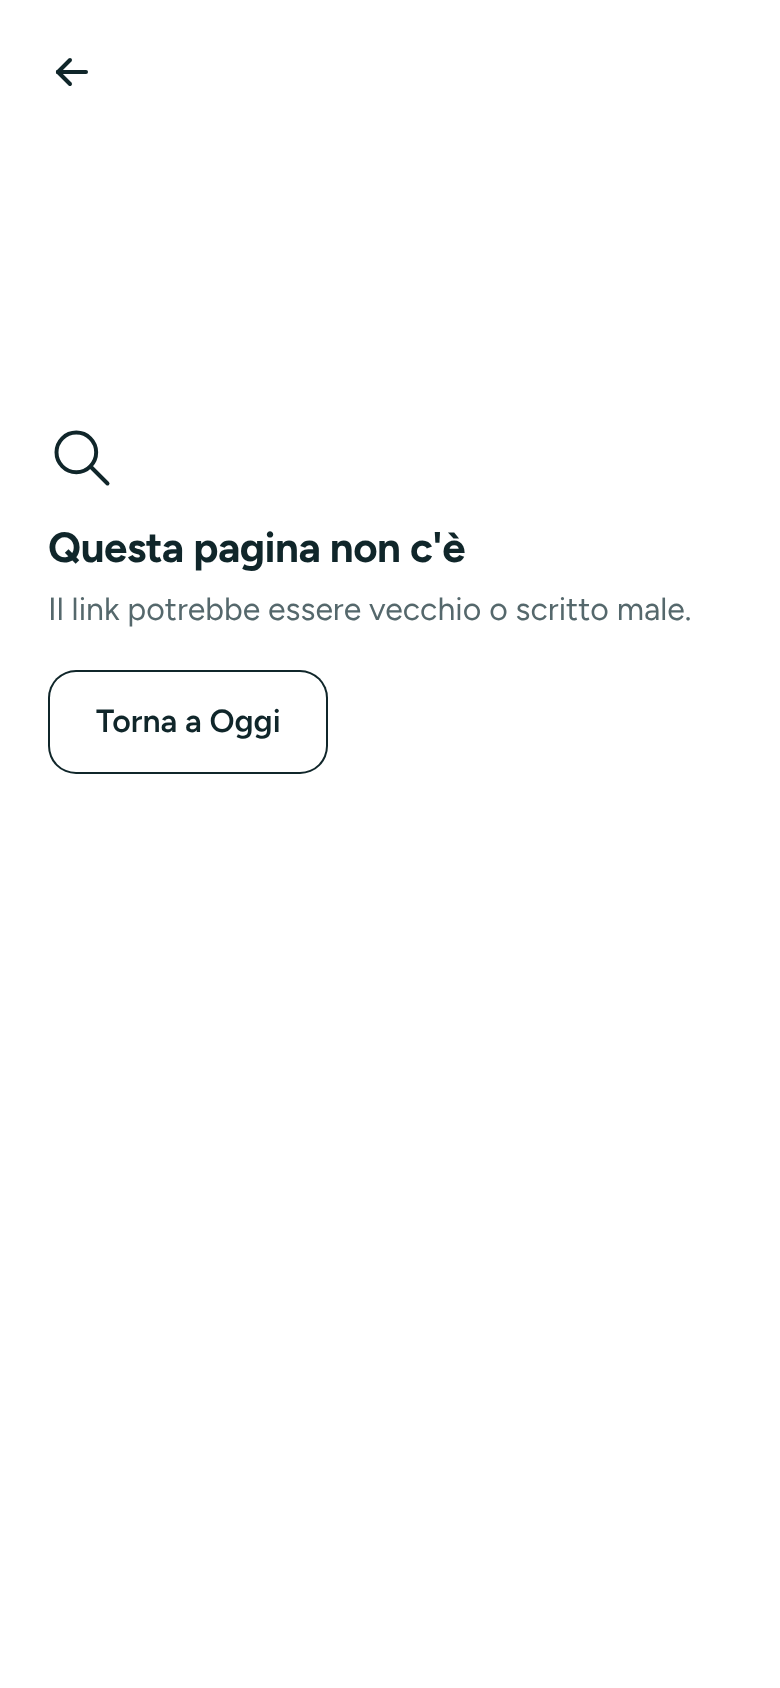 Questa pagina non c'è
Il link potrebbe essere vecchio o scritto male.
Torna a Oggi